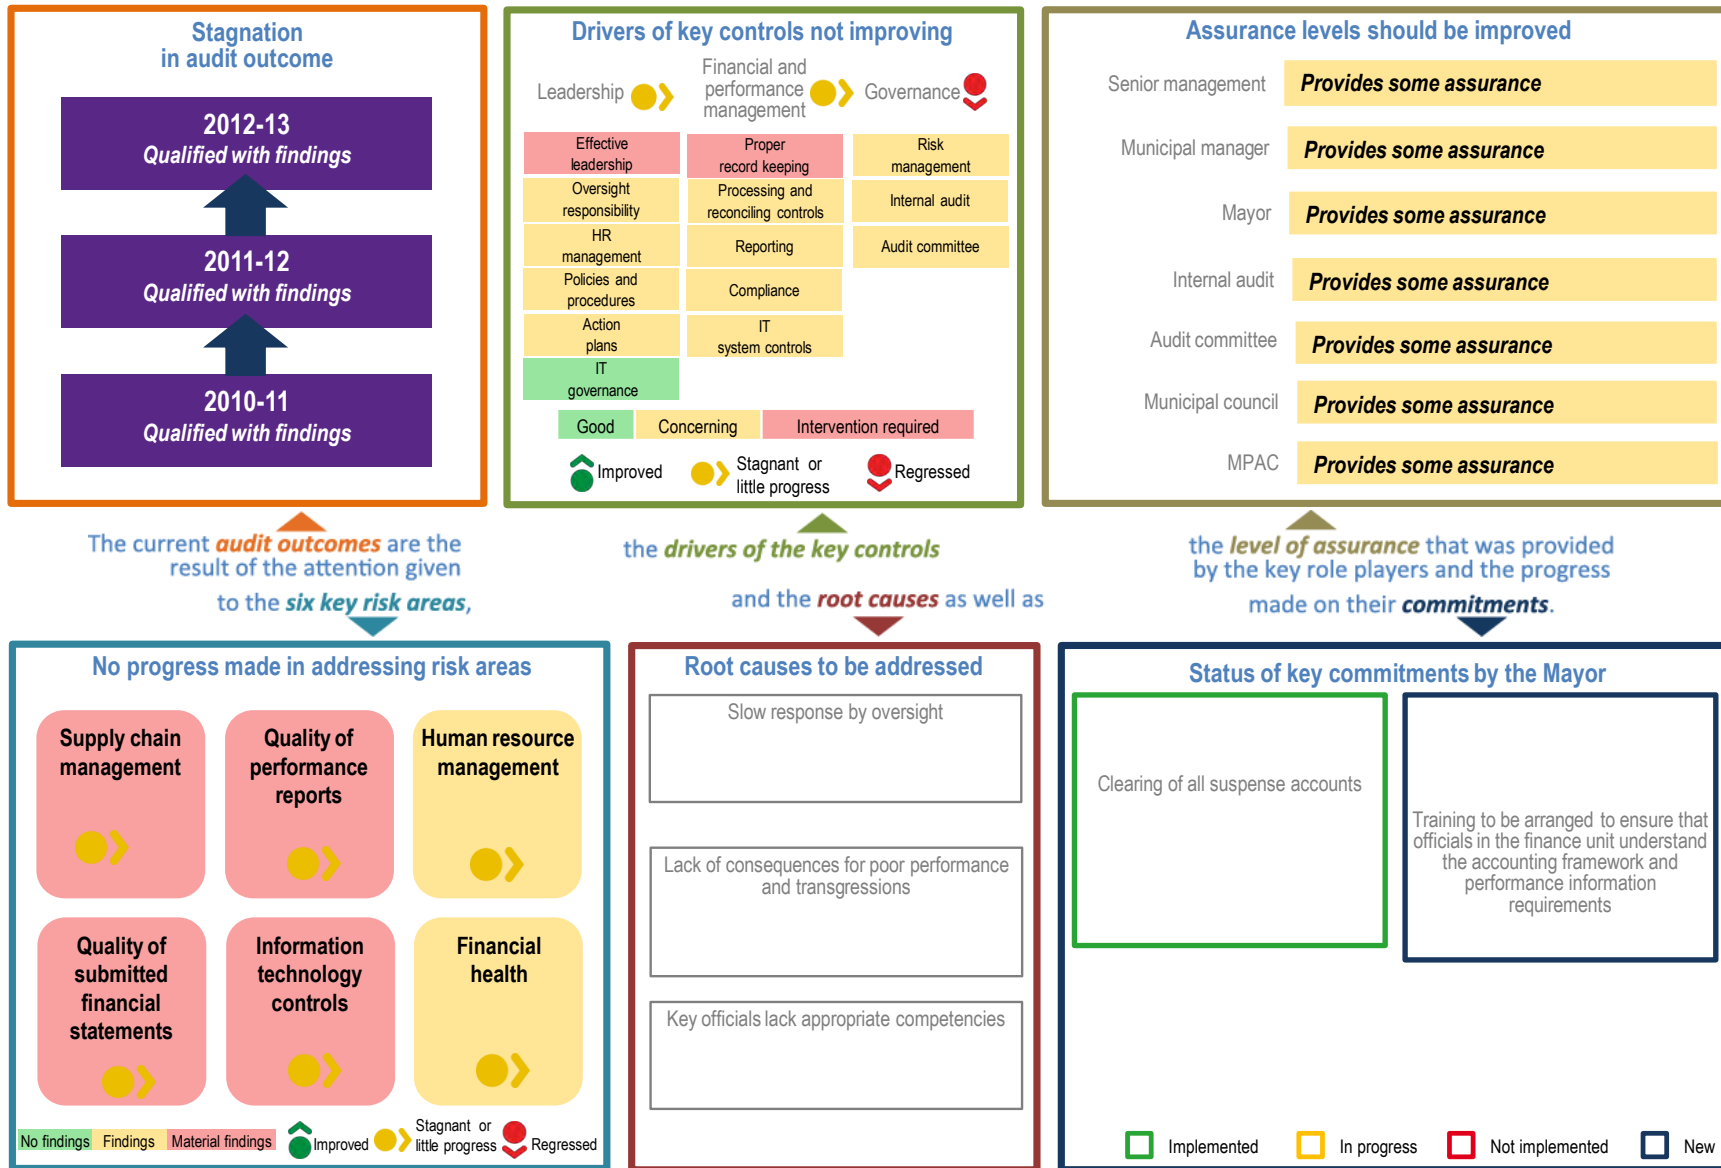 Stagnation
in audit outcome
2012-13
Qualified with findings
2011-12
Qualified with findings
2010-11
Qualified with findings
Drivers of key controls not improving
Leadership
Financial and
performance
management
Governance
Effective
leadership
Oversight
responsibility
HR
management
Policies and
procedures
Action
plans
IT
governance
Proper
record keeping
Processing and
reconciling controls
Reporting
Compliance
IT
system controls
Risk
management
Internal audit
Audit committee
Good
Concerning
Intervention required
Improved
Stagnant or
little progress
Regressed
Assurance levels should be improved
Senior management
Provides some assurance
Municipal manager
Provides some assurance
Mayor
Provides some assurance
Internal audit
Provides some assurance
Audit committee
Provides some assurance
Municipal council
Provides some assurance
MPAC
Provides some assurance
The current audit outcomes are the
result of the attention given
to the six key risk areas,
the drivers of the key controls
and the root causes as well as
the level of assurance that was provided
by the key role players and the progress
made on their commitments.
No progress made in addressing risk areas
Supply chain
management
Quality of
performance
reports
Human resource
management
Quality of
submitted
financial
statements
Information
technology
controls
Financial
health
No findings
Findings
Material findings
Improved
Stagnant or
little progress
Regressed
Root causes to be addressed
Slow response by oversight
Lack of consequences for poor performance
and transgressions
Key officials lack appropriate competencies
Status of key commitments by the Mayor
Clearing of all suspense accounts
Training to be arranged to ensure that
officials in the finance unit understand
the accounting framework and
performance information
requirements
Implemented
In progress
Not implemented
New